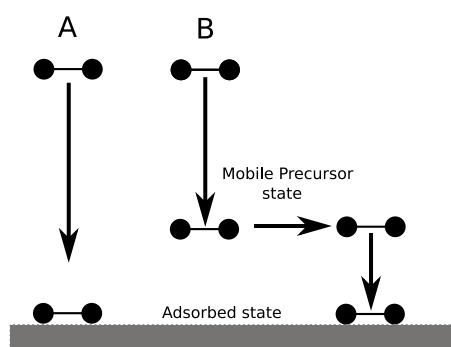 A
B
Mobile Precursor
state
Adsorbed state